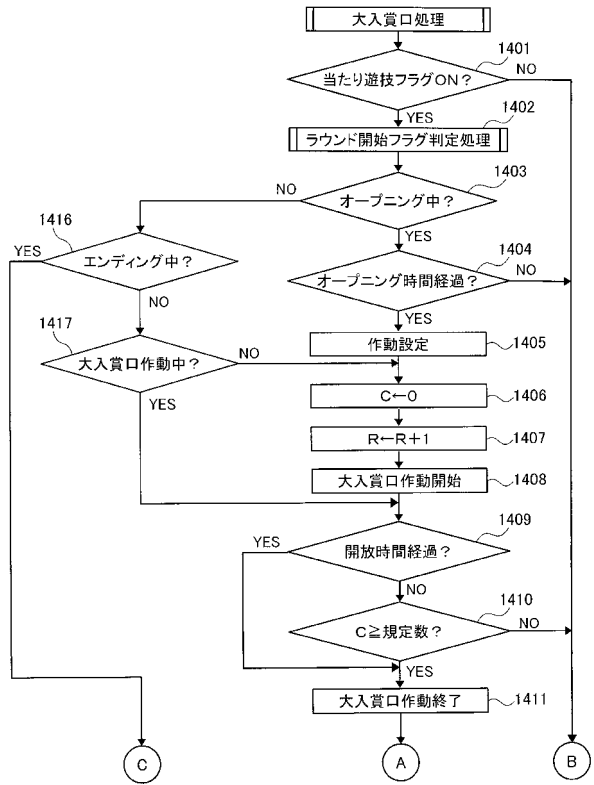 大入賞口処理
1401
当たり遊技フラグON?
NO
YES
1402
ラウンド開始フラグ判定処理
1403
NO
オープニング中?
YES
1416
YES
エンディング中?
NO
1404
オープニング時間経過?
NO
YES
1417
大入賞口作動中?
NO
YES
作動設定
1405
C←0
1406
R←R+1
1407
大入賞口作動開始
1408
1409
YES
開放時間経過?
NO
1410
C≧規定数?
NO
YES
大入賞口作動終了
1411
C
A
B